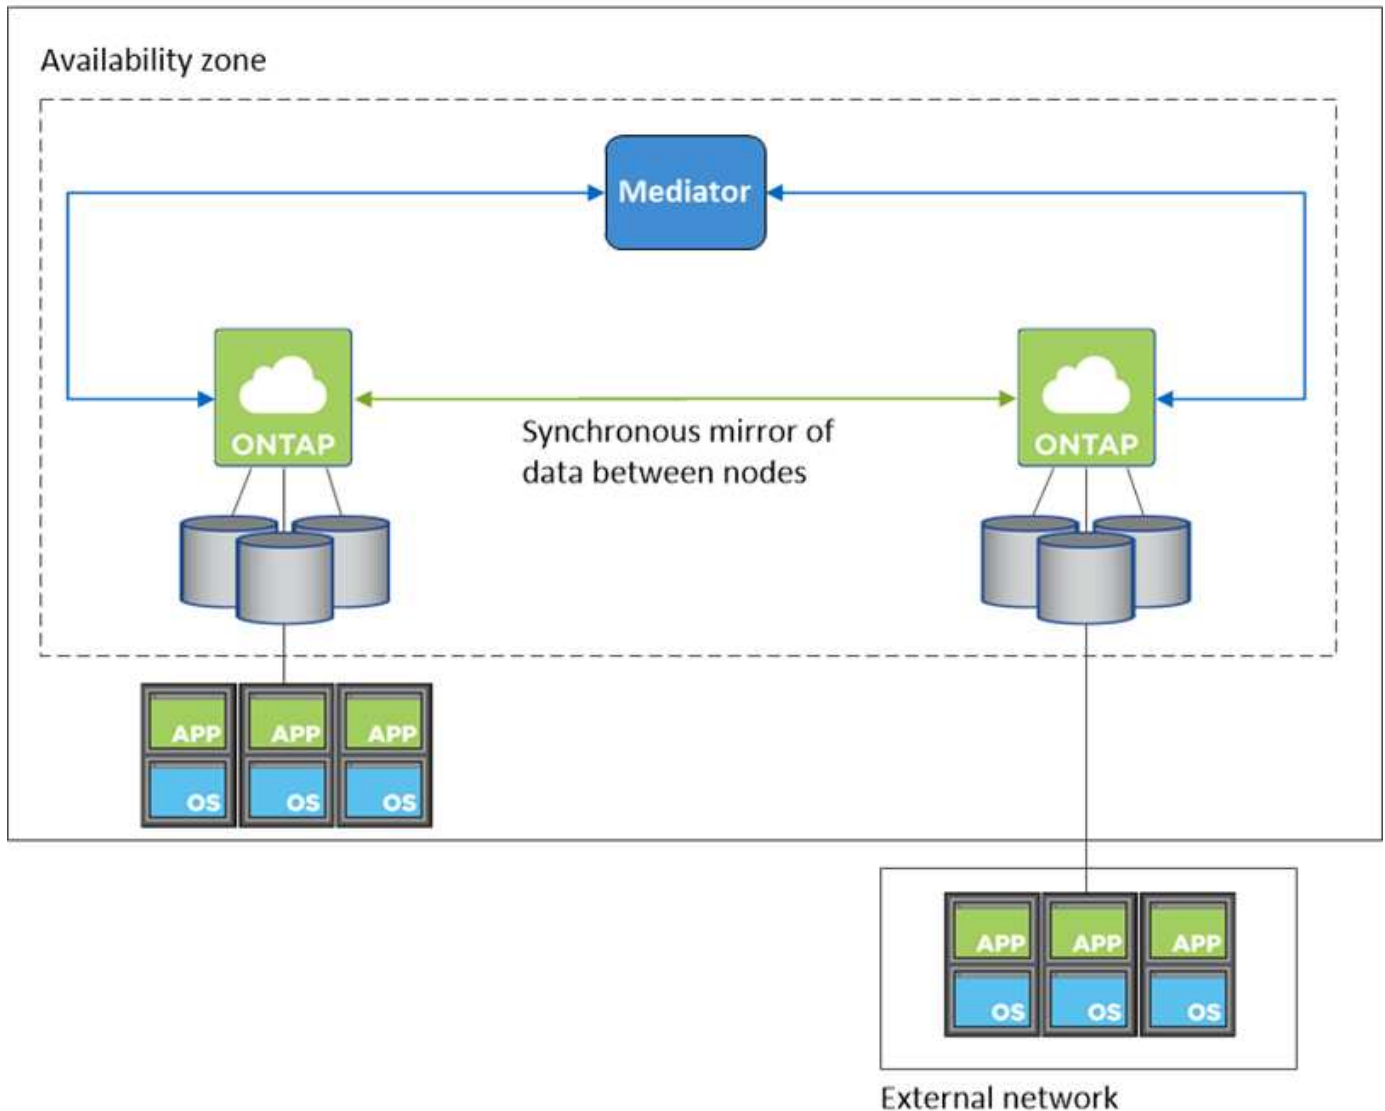 Availability zone
Mediator
ONTAP
ONTAP
Synchronous mirror of
data between nodes
APP
APP
APP
OS
OS
OS
APP
APP
APP
OS
OS
OS
External network